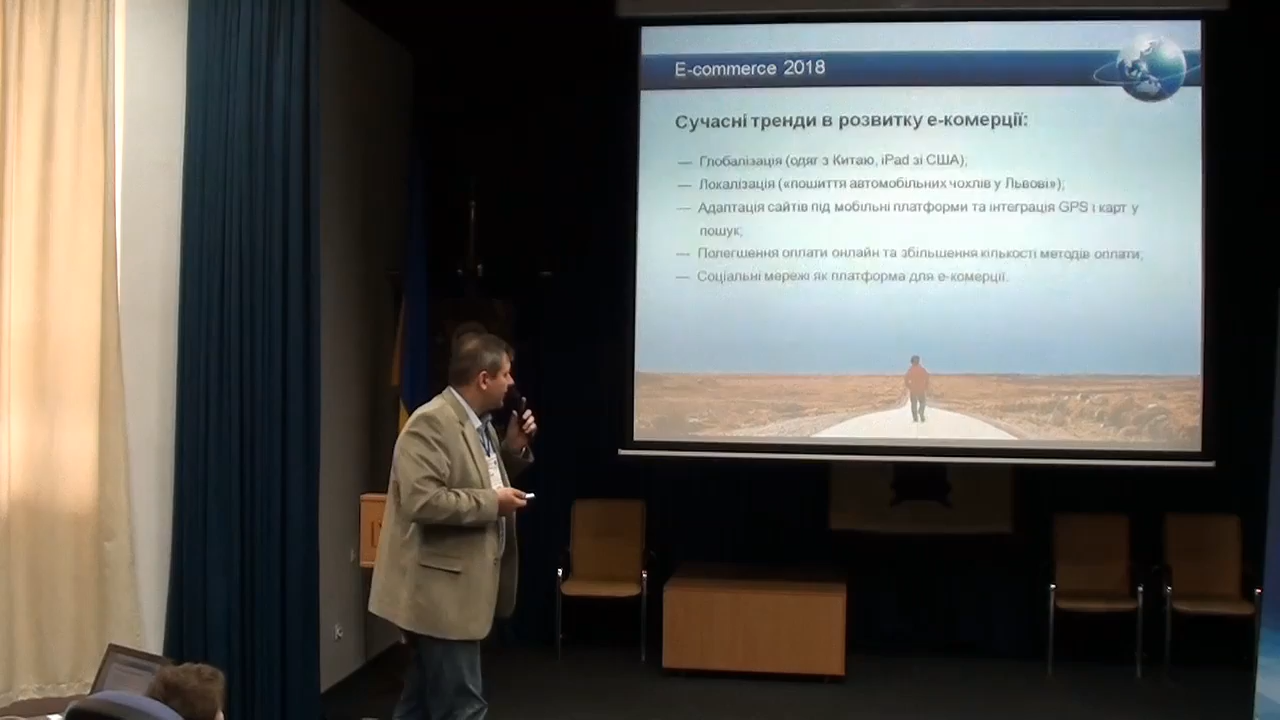 E-commerce 2018
Сучасні тренди в розвитку е-комерції:
— Глобалізація (одяг з Китаю, iPad зі США);
— Локалізація («пошиття автомобільних чохлів у Львові»);
— Адаптація сайтів під мобільні платформи та інтеграція GPS і карт у
пошук;
— Полегшення оплати онлайн та збільшення кількості методів оплати;
— Соціальні мережі як платформа для е-комерції.